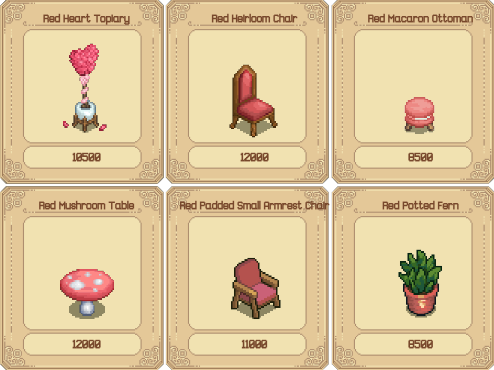 Red Heart Topiary
Red Heirloom Chair
Red Macaron Ottoman
10500
12000
8500
Red Mushroom Table
Red Padded Small Armrest Chair
Red Potted Fern
12000
11000
8500